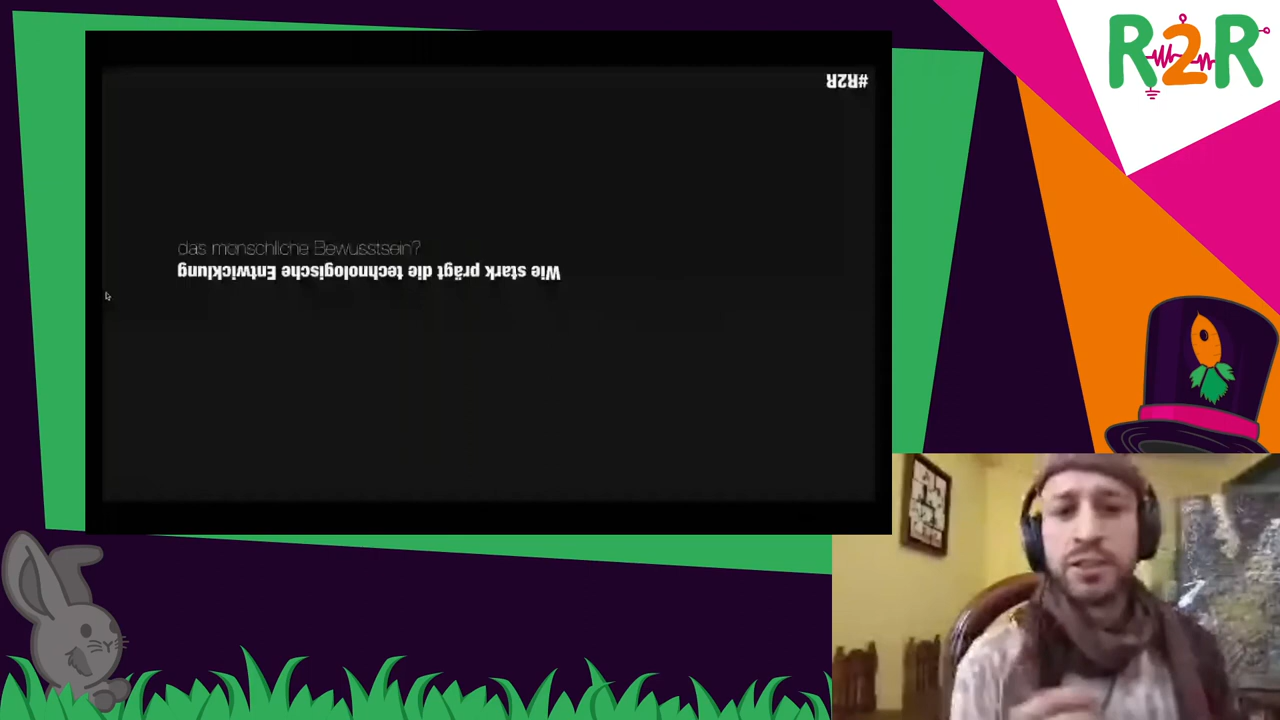 #R2R
Wie stark prägt die technologische Entwicklung
das menschliche Bewusstsein?
R2R